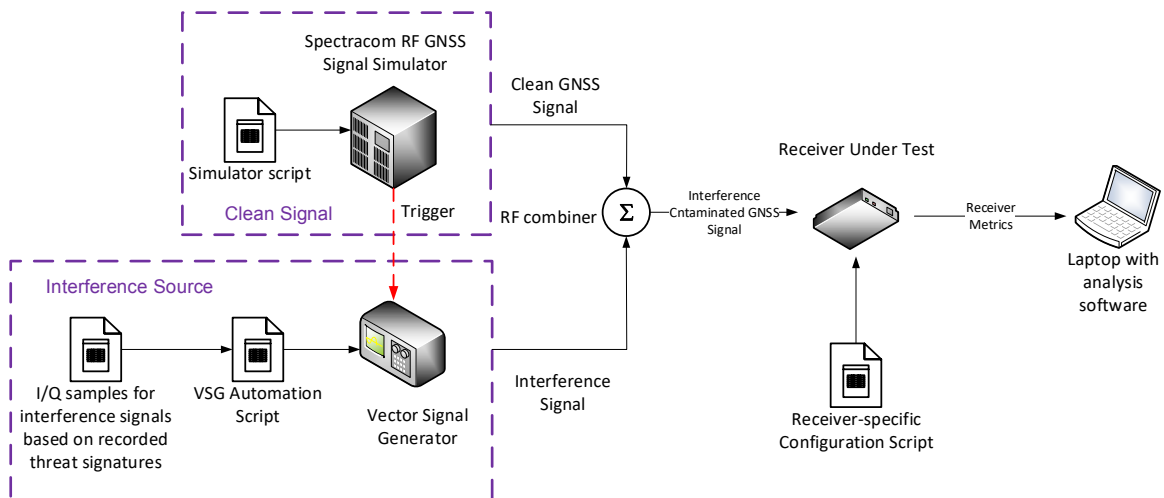 Spectracom RF GNSS
Signal Simulator
Simulator script
Clean Signal
Trigger
Clean GNSS
Signal
RF combiner
Σ
Interference
Cntaminated GNSS
Signal
Receiver Under Test
Receiver
Metrics
Laptop with
analysis
software
Interference Source
I/Q samples for
interference signals
based on recorded
threat signatures
VSG Automation
Script
Vector Signal
Generator
Interference
Signal
Receiver-specific
Configuration Script